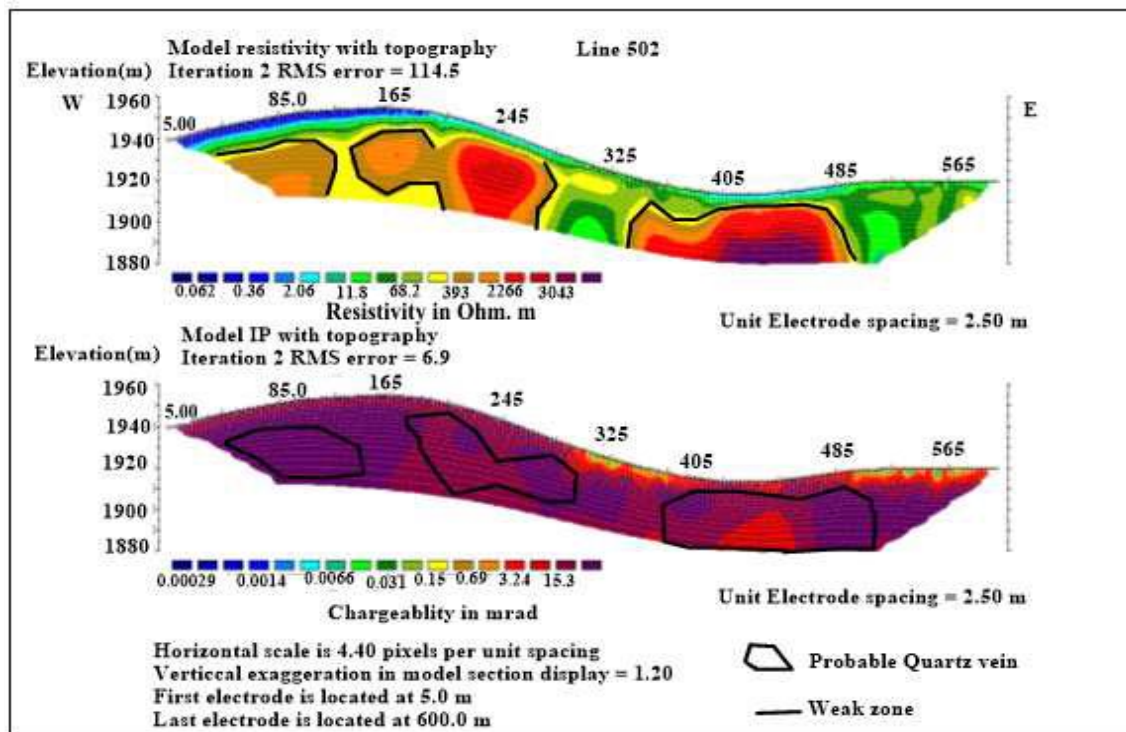 Model resistivity with topography
Line 502
Elevation(m) Iteration 2 RMS error = 114.5
W
E
1960
1940
1920
1900
1880
5.00 85.0 165 245 325 405 485 565
0.062 0.36 2.06 11.8 68.2 393 2266 3043
Resistivity in Ohm. m
Unit Electrode spacing = 2.50 m
Model IP with topography
Elevation(m) Iteration 2 RMS error = 6.9
1960
1940
1920
1900
1880
5.00 85.0 165 245 325 405 485 565
0.00029 0.0014 0.0066 0.031 0.15 0.69 3.24 15.3
Chargeablity in mrad
Unit Electrode spacing = 2.50 m
Horizontal scale is 4.40 pixels per unit spacing
Verticcal exaggeration in model section display = 1.20
First electrode is located at 5.0 m
Last electrode is located at 600.0 m
Probable Quartz vein
Weak zone